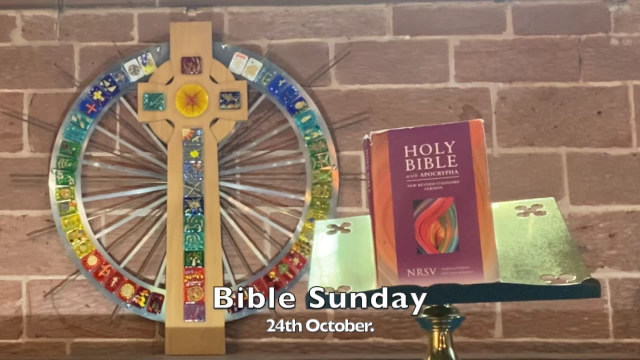 HOLY
BIBLE
with APOCRYPHA
NEW REVISED STANDARD
VERSION
NRSV
Bible Sunday
24th October.